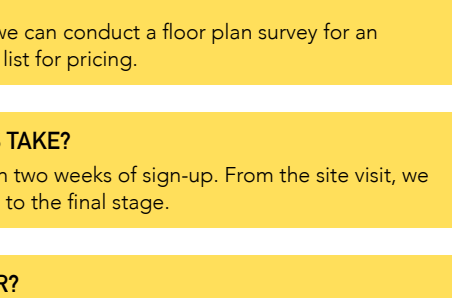 we can conduct a floor plan survey for an
list for pricing.
TAKE?
two weeks of sign-up. From the site visit, we
to the final stage.
R?